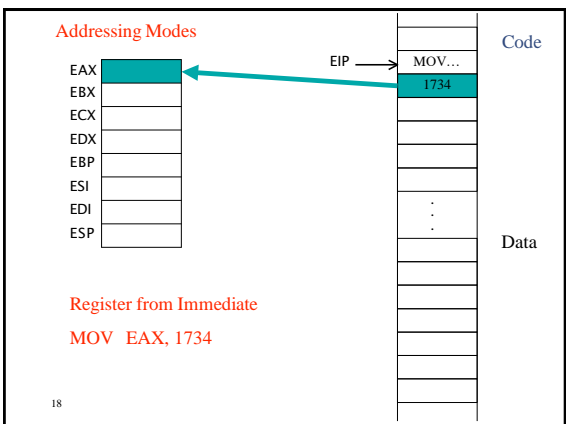 Addressing Modes
Code
EIP
MOV…
1734
EAX
EBX
ECX
EDX
EBP
ESI
EDI
ESP
.
.
.
Data
Register from Immediate
MOV EAX, 1734
18